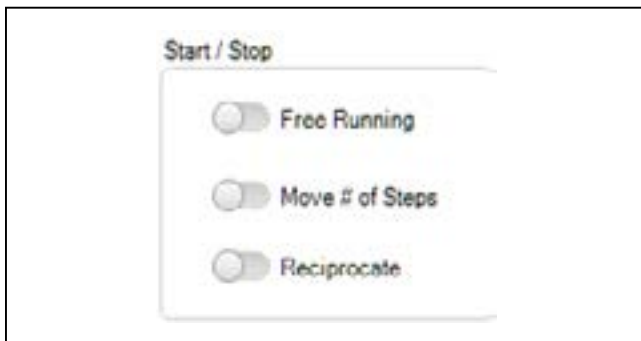 Start / Stop
Free Running
Move # of Steps
Reciprocate